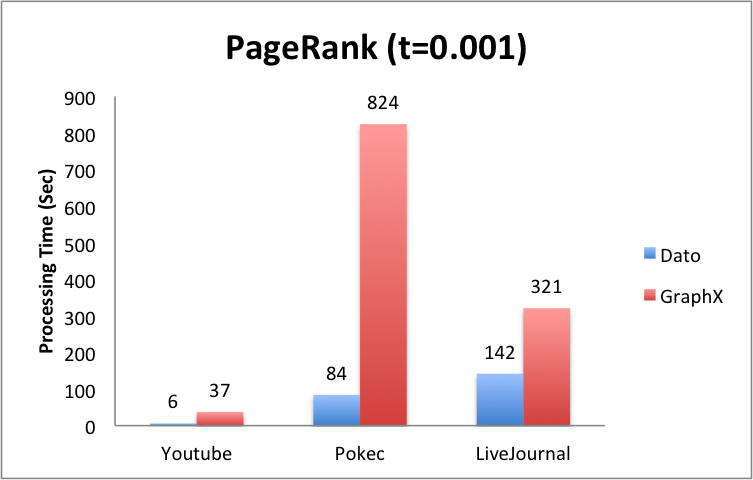 PageRank (t=0.001)
Processing Time (Sec)
900
800
700
600
500
400
300
200
100
0
6
37
84
824
142
321
Youtube
Pokec
LiveJournal
Dato
GraphX